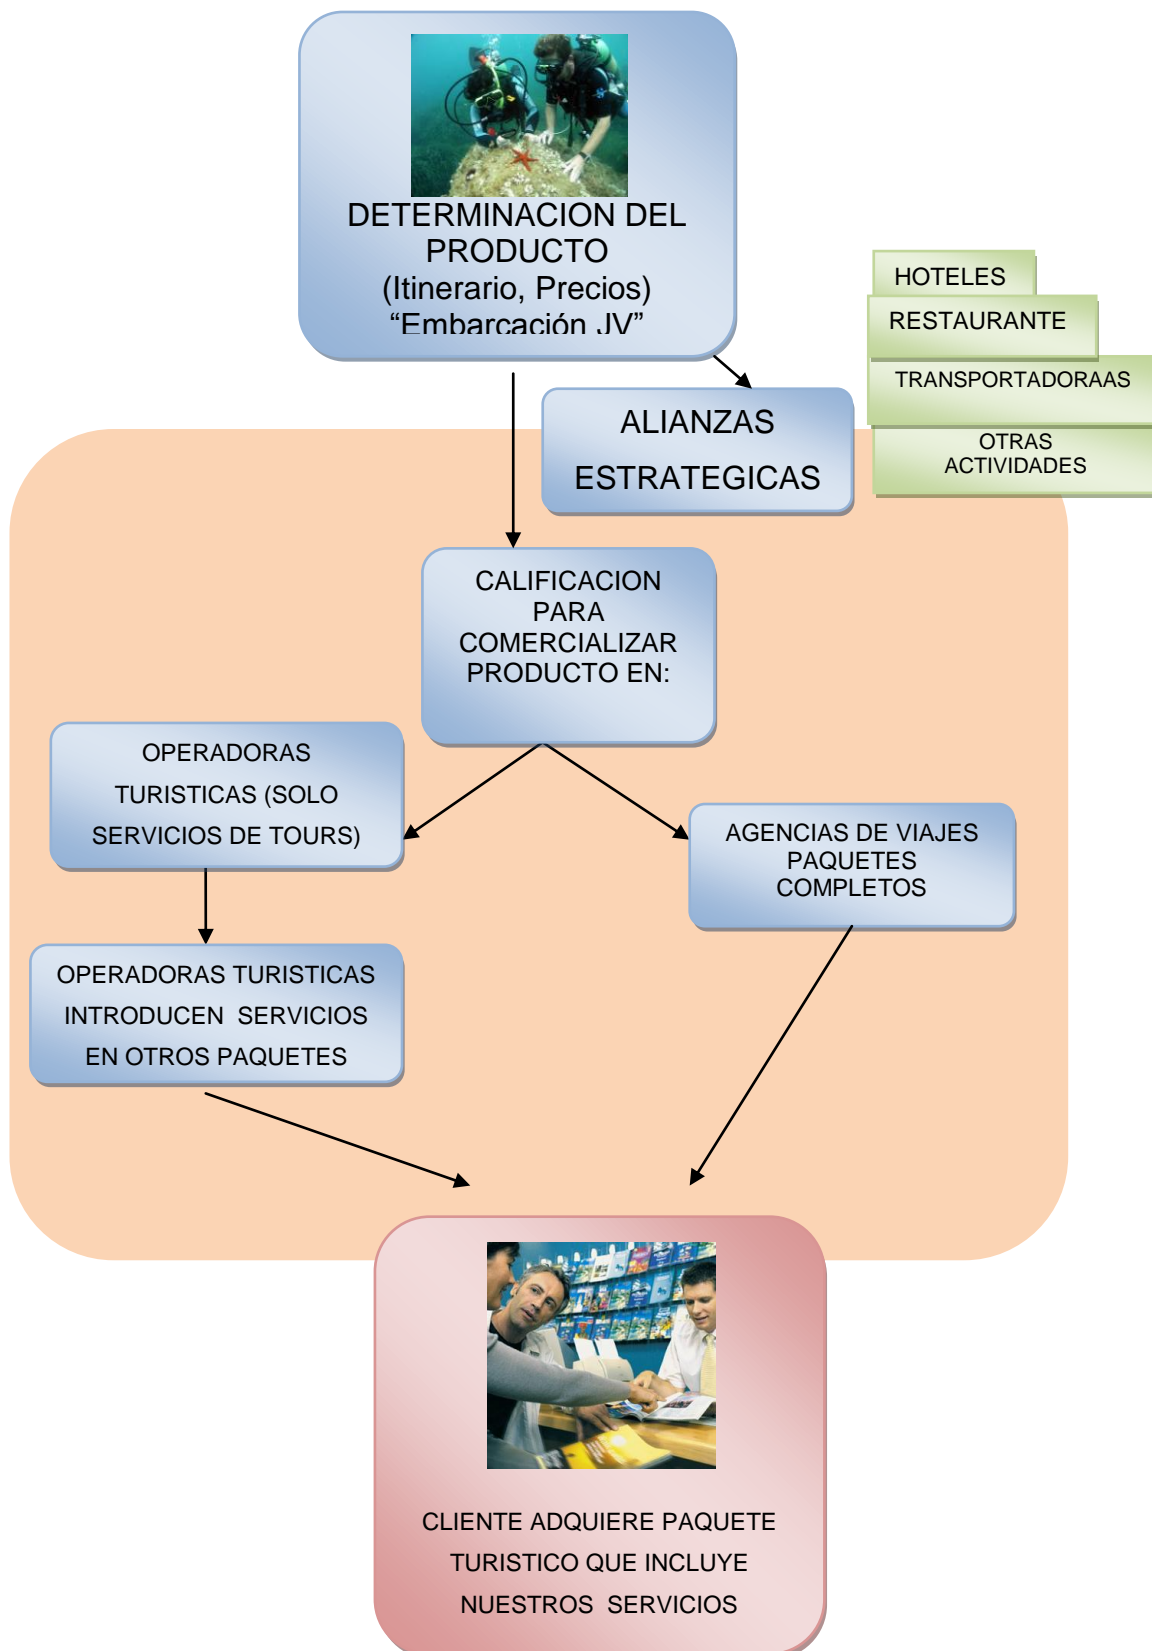 DETERMINACION DEL
PRODUCTO
(Itinerario, Precios)
“Embarcación JV”
HOTELES
RESTAURANTE
TRANSPORTADORAAS
OTRAS
ACTIVIDADES
ALIANZAS
ESTRATEGICAS
CALIFICACION
PARA
COMERCIALIZAR
PRODUCTO EN:
OPERADORAS
TURISTICAS (SOLO
SERVICIOS DE TOURS)
AGENCIAS DE VIAJES
PAQUETES
COMPLETOS
OPERADORAS TURISTICAS
INTRODUCEN SERVICIOS
EN OTROS PAQUETES
CLIENTE ADQUIERE PAQUETE
TURISTICO QUE INCLUYE
NUESTROS SERVICIOS